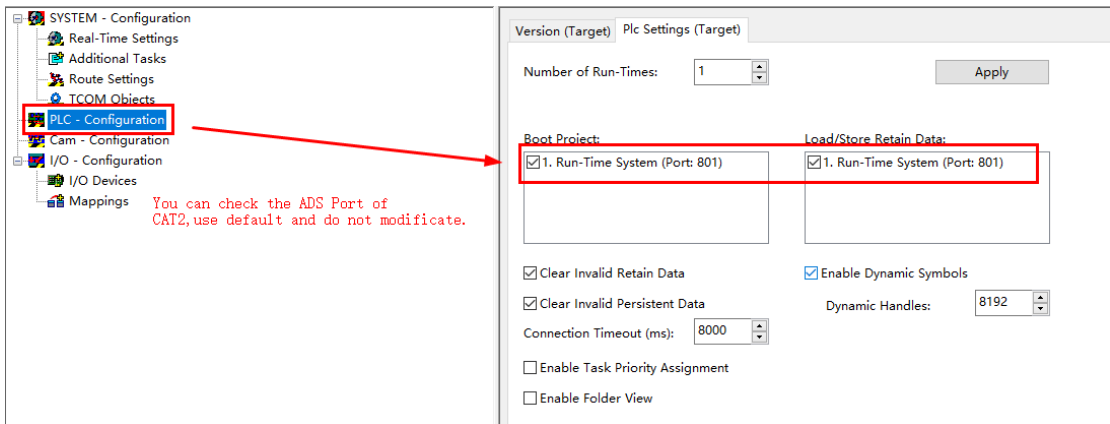 SYSTEM - Configuration
Real-Time Settings
Additional Tasks
Route Settings
TCOM Objects
PLC - Configuration
Cam - Configuration
I/O - Configuration
I/O Devices
Mappings
You can check the ADS Port of
CAT2,use default and do not modificate.
Version (Target)
Plc Settings (Target)
Number of Run-Times:
1
Apply
Boot Project:
Load/Store Retain Data:
1. Run-Time System (Port: 801)
1. Run-Time System (Port: 801)
Clear Invalid Retain Data
Enable Dynamic Symbols
Clear Invalid Persistent Data
Dynamic Handles:
8192
Connection Timeout (ms):
8000
Enable Task Priority Assignment
Enable Folder View